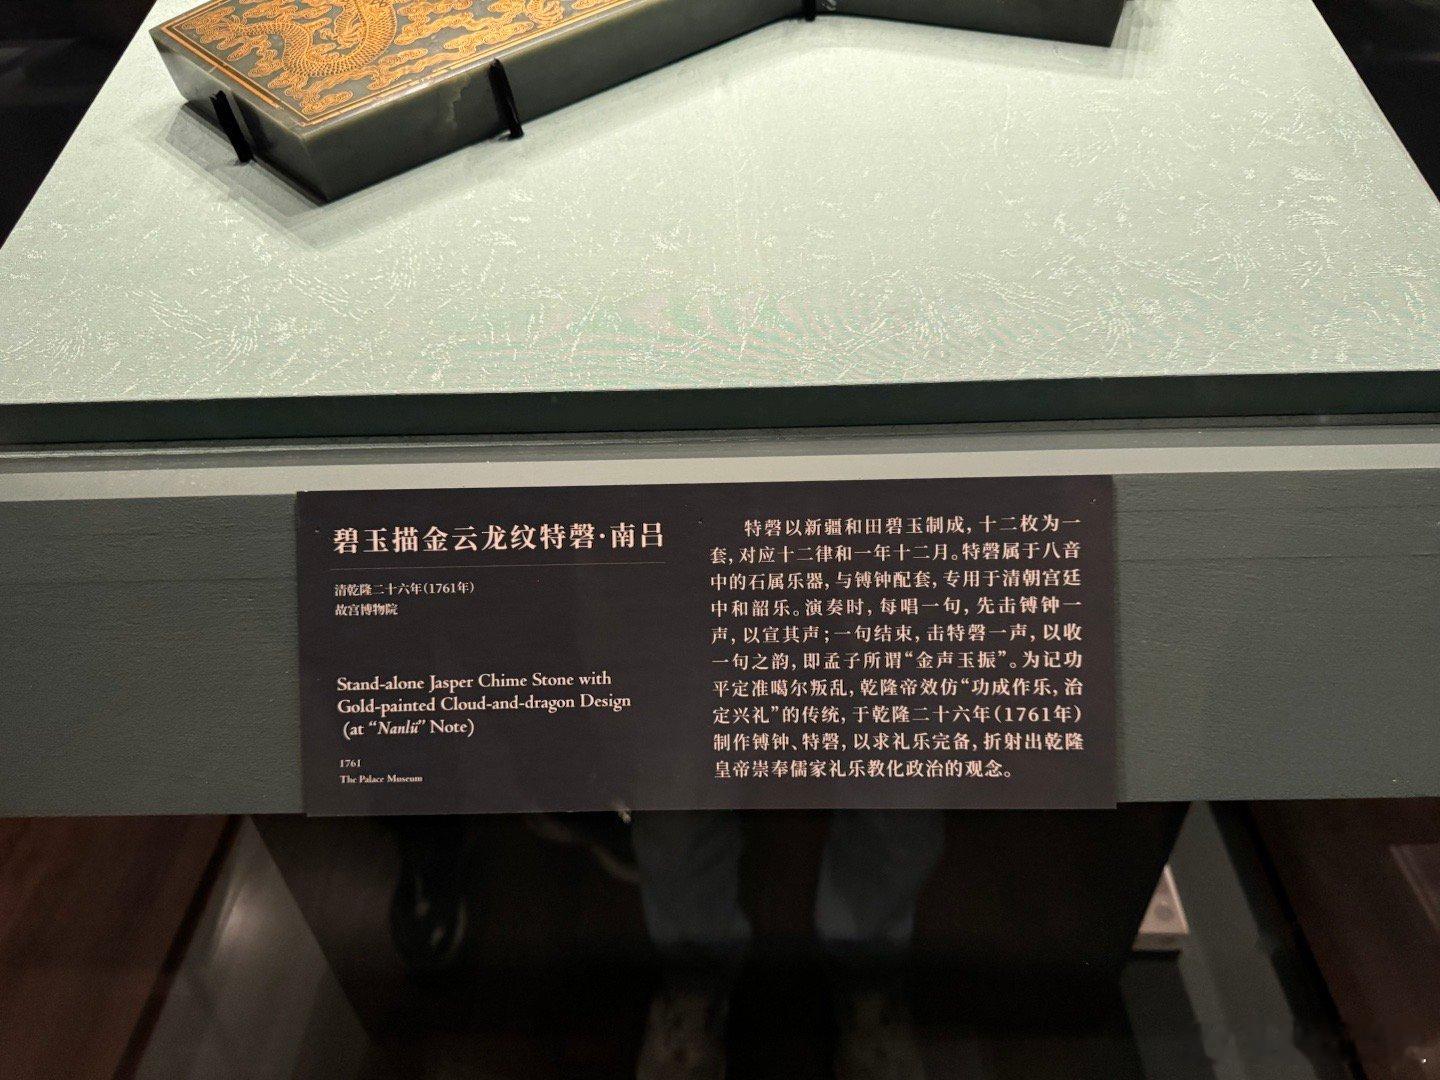 碧玉描金云龙纹特磬·南吕
清乾隆二十六年(1761年)
故宫博物院
Stand-alone Jasper Chime Stone with
Gold-painted Cloud-and-dragon Design
(at “Nanlü” Note)
1761
The Palace Museum
特磬以新疆和田碧玉制成，十二枚为一
套，对应十二律和一年十二月。特磬属于八音
中的石属乐器，与镈钟配套，专用于清朝宫廷
中和韶乐。演奏时，每唱一句，先击镈钟一
声，以宣其声；一句结束，击特磬一声，以收
一句之韵，即孟子所谓“金声玉振”。为记功
平定准噶尔叛乱，乾隆帝效仿“功成作乐，治
定兴礼”的传统，于乾隆二十六年(1761年)
制作镈钟、特磬，以求礼乐完备，折射出乾隆
皇帝崇奉儒家礼乐教化政治的观念。